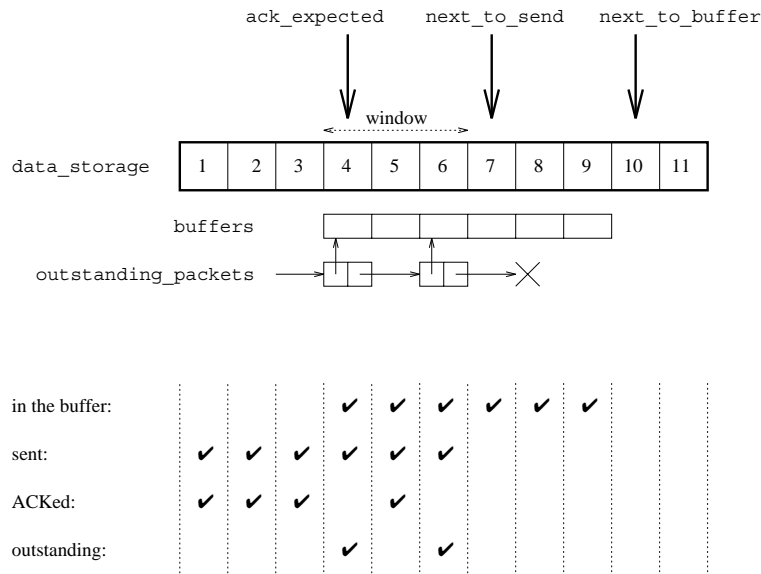 ack_expected next_to_send next_to_buffer
window
data_storage 1 2 3 4 5 6 7 8 9 10 11
buffers
outstanding_packets
in the buffer: ✔ ✔ ✔ ✔ ✔ ✔
sent: ✔ ✔ ✔ ✔ ✔ ✔
ACKed: ✔ ✔ ✔ ✔
outstanding: ✔ ✔